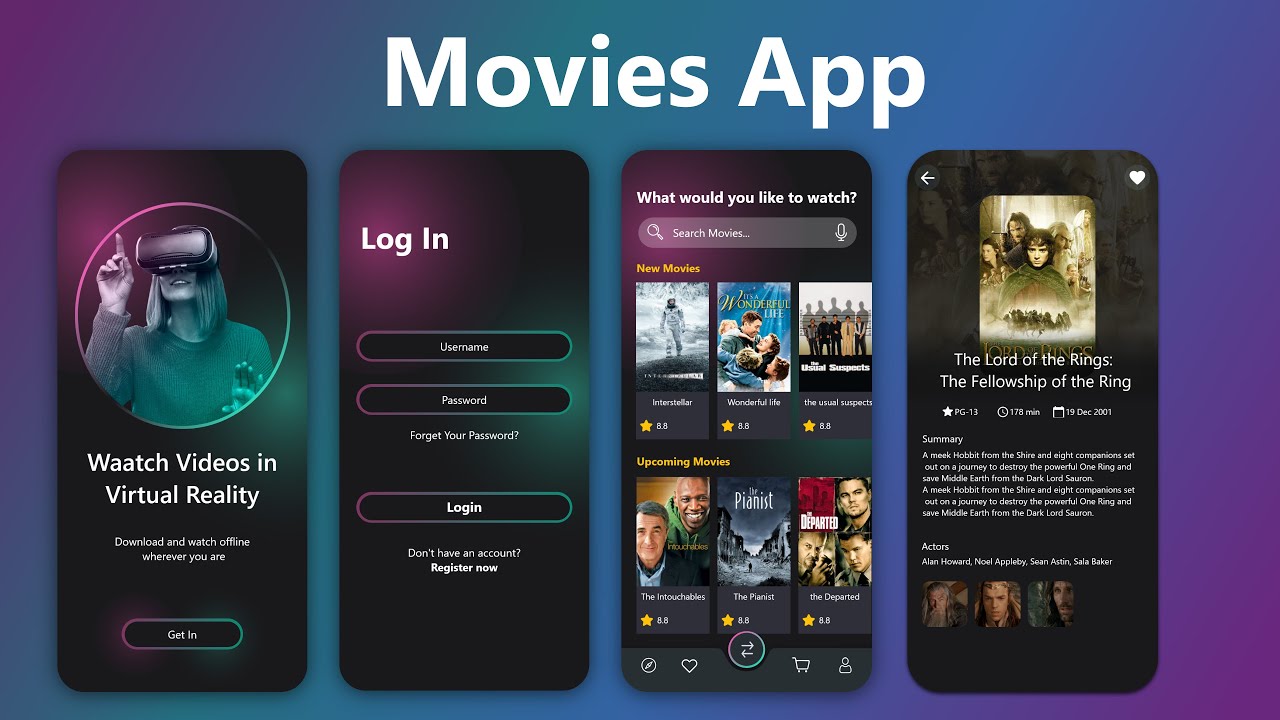 Movies App
Waatch Videos in
Virtual Reality
Download and watch offline
wherever you are
Get In
Log In
Username
Password
Forget Your Password?
Login
Don't have an account?
Register now
What would you like to watch?
Search Movies...
New Movies
INTERSTELLAR
IT'S A
WONDERFUL
LIFE
the
Usual Suspects
Interstellar
Wonderful life
the usual suspects
8.8
8.8
8.8
Upcoming Movies
Intouchables
The
Pianist
THE
DEPARTED
The Intouchables
The Pianist
the Departed
8.8
8.8
8.8
LORD OF THE RINGS
The Lord of the Rings:
The Fellowship of the Ring
PG-13
178 min
19 Dec 2001
Summary
A meek Hobbit from the Shire and eight companions set
out on a journey to destroy the powerful One Ring and
save Middle Earth from the Dark Lord Sauron.
A meek Hobbit from the Shire and eight companions set
out on a journey to destroy the powerful One Ring and
save Middle Earth from the Dark Lord Sauron.
Actors
Alan Howard, Noel Appleby, Sean Astin, Sala Baker